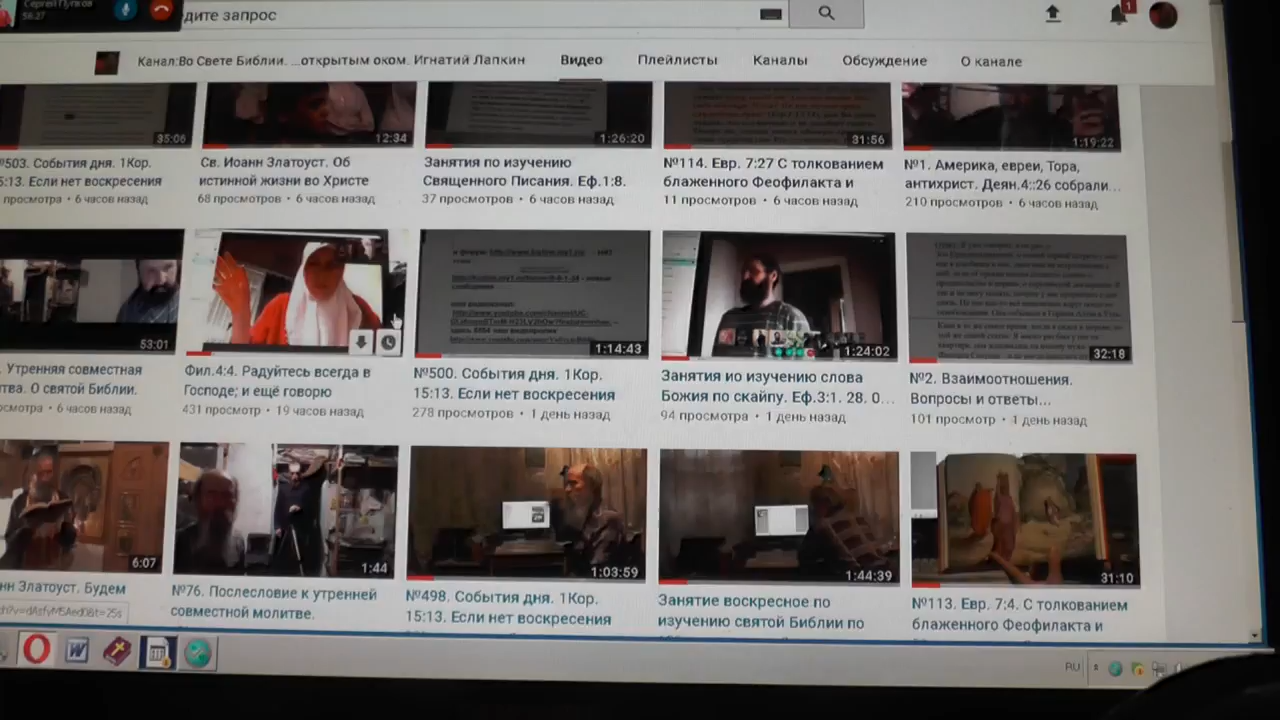 Сергей Пупков
56:27
дите запрос
1
Канал:Во Свете Библии. ...открытым оком. Игнатий Лапкин
Видео
Плейлисты
Каналы
Обсуждение
О канале
35:06
12:34
1:26:20
31:56
1:19:22
№503. События дня. 1Кор.
5:13. Если нет воскресения
просмотра • 6 часов назад
Св. Иоанн Златоуст. Об
истинной жизни во Христе
68 просмотров • 6 часов назад
Занятия по изучению
Священного Писания. Еф.1:8.
37 просмотров • 6 часов назад
№114. Евр. 7:27 С толкованием
блаженного Феофилакта и
11 просмотров • 6 часов назад
№1. Америка, евреи, Тора,
антихрист. Деян.4::26 собрали...
210 просмотров • 6 часов назад
53:01
1:14:43
1:24:02
32:18
. Утренняя совместная
тва. О святой Библии.
осмотра • 6 часов назад
Фил.4:4. Радуйтесь всегда в
Господе; и ещё говорю
431 просмотр • 19 часов назад
№500. События дня. 1Кор.
15:13. Если нет воскресения
278 просмотров • 1 день назад
Занятия ио изучению слова
Божия по скайпу. Еф.3:1. 28. 0...
94 просмотра • 1 день назад
№2. Взаимоотношения.
Вопросы и ответы...
101 просмотр • 1 день назад
6:07
1:44
1:03:59
1:44:39
31:10
нн Златоуст. Будем
№76. Послесловие к утренней
совместной молитве.
№498. События дня. 1Кор.
15:13. Если нет воскресения
Занятие воскресное по
изучению святой Библии по
№113. Евр. 7:4. С толкованием
блаженного Феофилакта и
RU